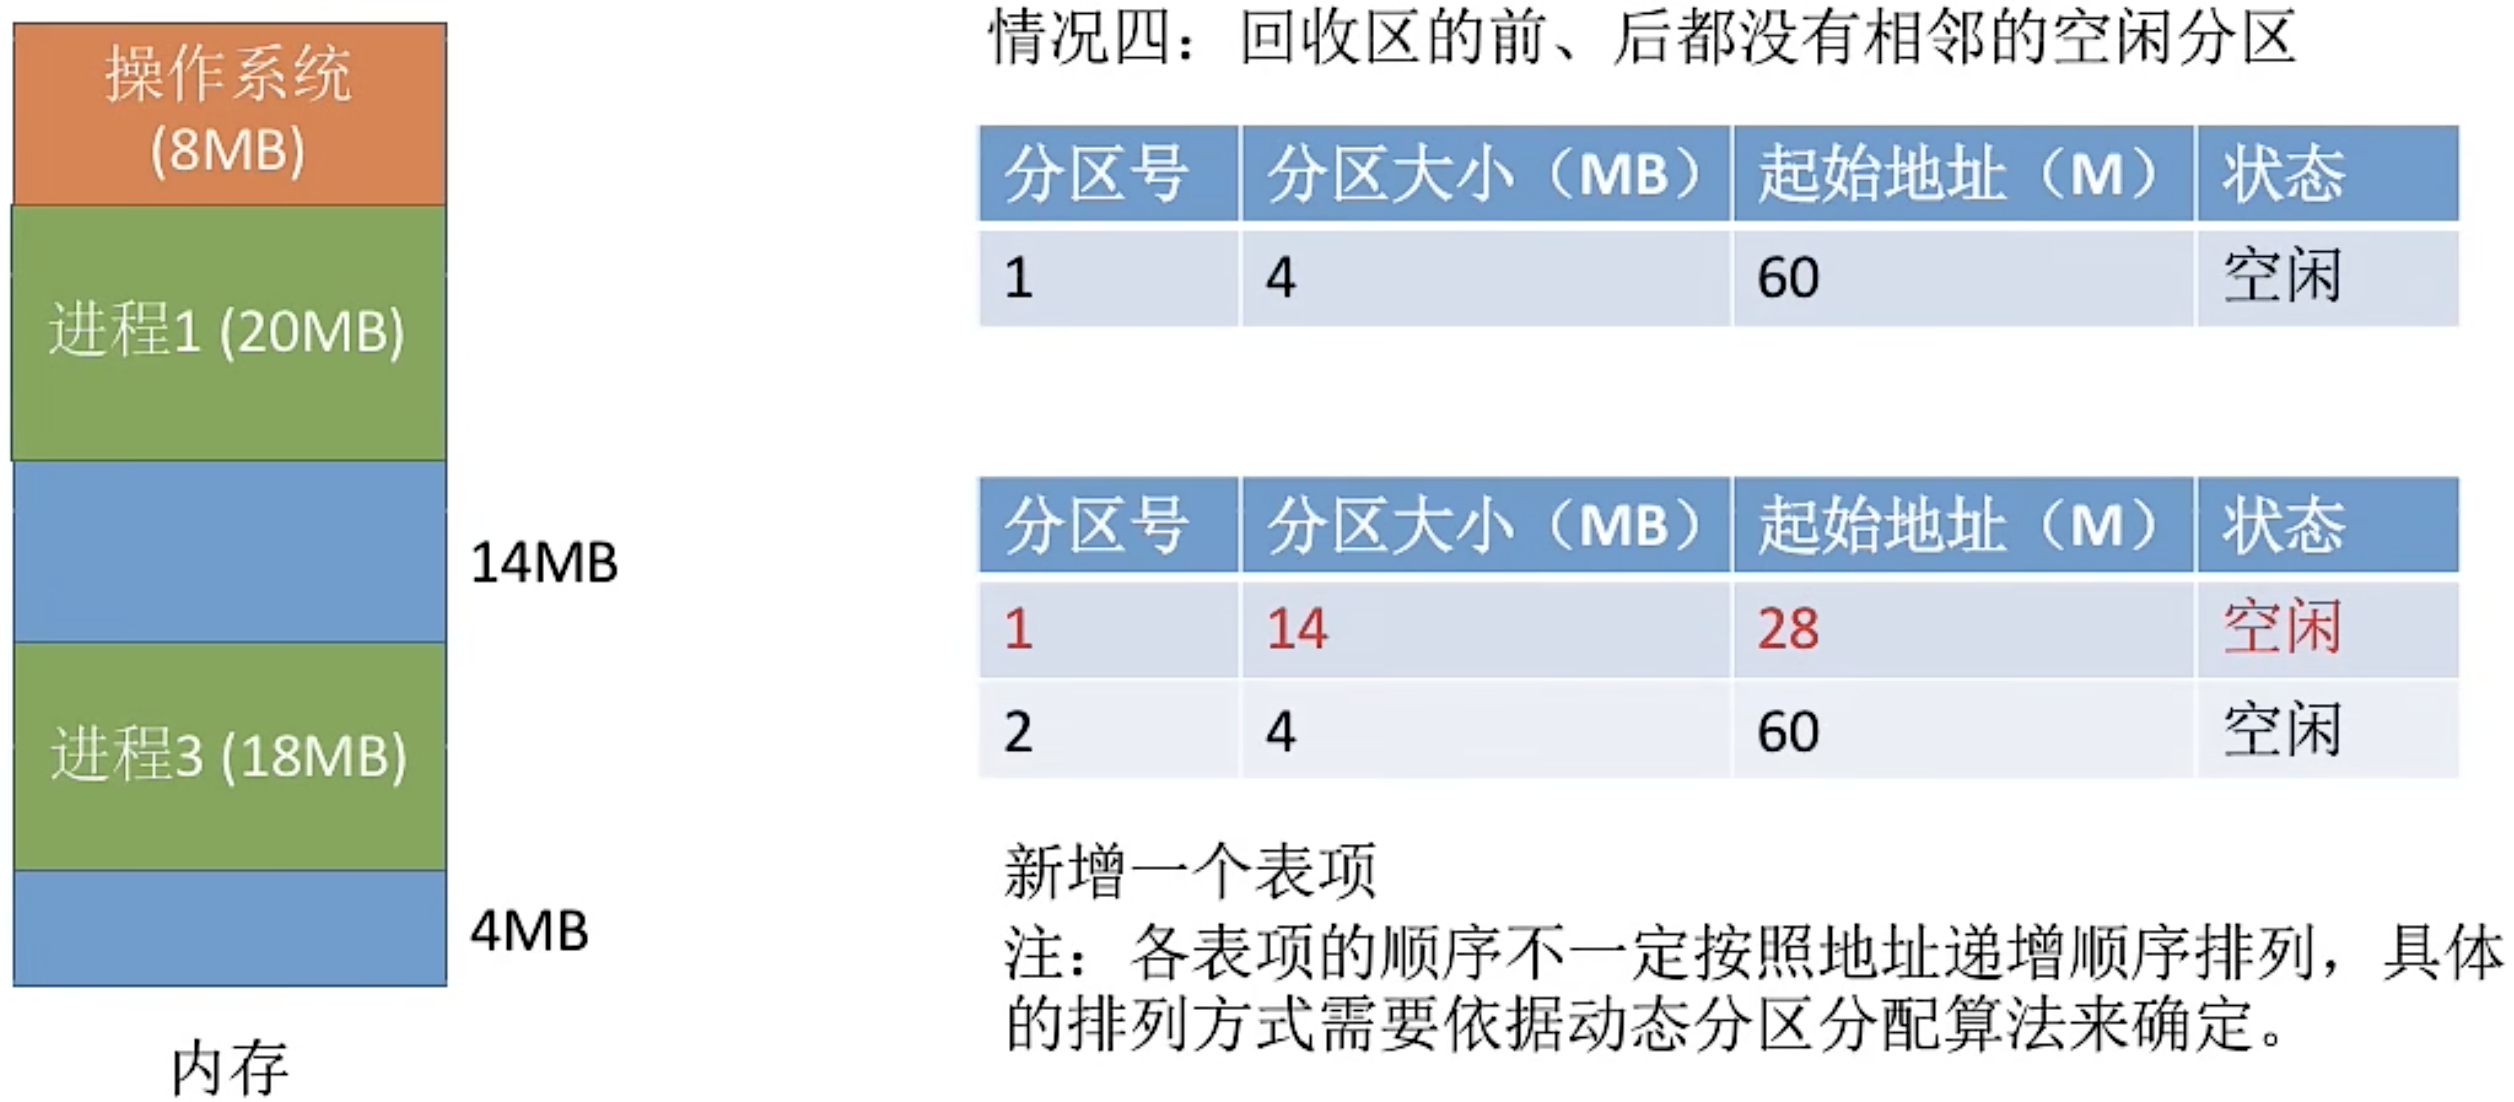 操作系统
(8MB)
进程1 (20MB)
14MB
进程3 (18MB)
4MB
内存
情况四：回收区的前、后都没有相邻的空闲分区
分区号 分区大小（MB） 起始地址（M） 状态
1 4 60 空闲
分区号 分区大小（MB） 起始地址（M） 状态
1 14 28 空闲
2 4 60 空闲
新增一个表项
注：各表项的顺序不一定按照地址递增顺序排列，具体
的排列方式需要依据动态分区分配算法来确定。